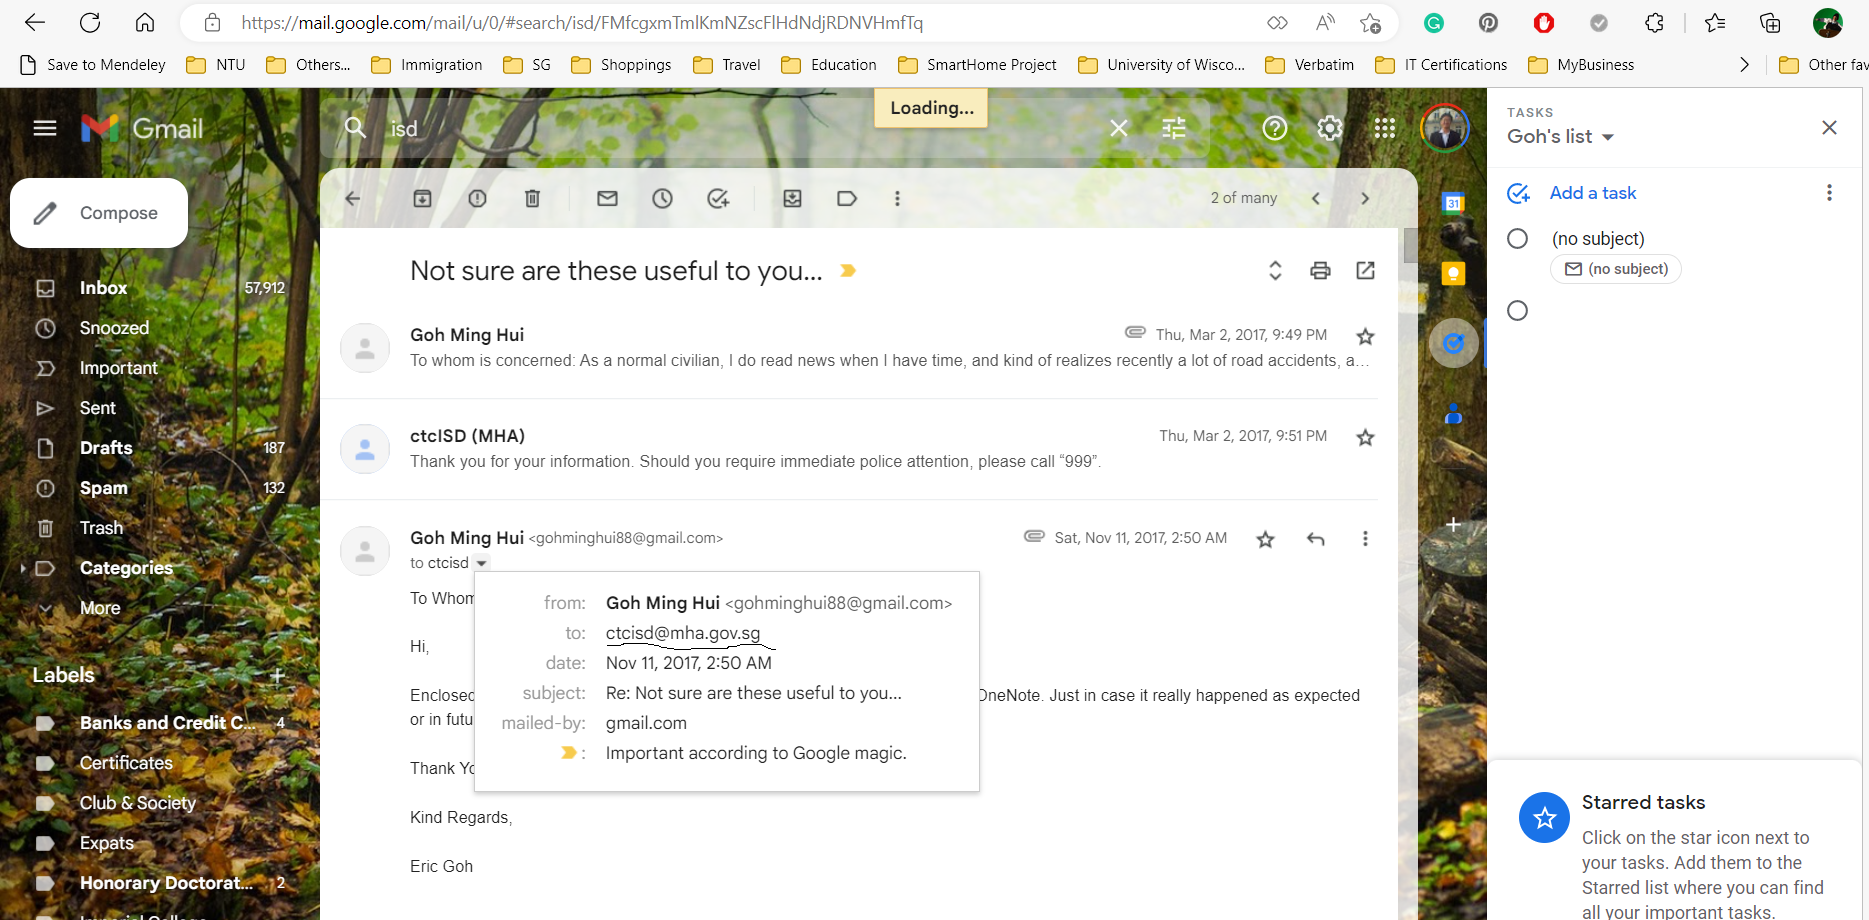 https://mail.google.com/mail/u/0/#search/isd/FMfcgxmTmlKmNZscFlHdNdjRDNVHmfTq
Save to Mendeley NTU Others... Immigration SG Shoppings Travel Education SmartHome Project University of Wisco... Verbatim IT Certifications MyBusiness Other fav
Gmail
isd
Loading...
Compose
Inbox 57,912
Snoozed
Important
Sent
Drafts 187
Spam 132
Trash
Categories
More
Labels
Banks and Credit C... 4
Certificates
Club & Society
Expats
Honorary Doctorat... 2
2 of many
Not sure are these useful to you...
Goh Ming Hui Thu, Mar 2, 2017, 9:49 PM
To whom is concerned: As a normal civilian, I do read news when I have time, and kind of realizes recently a lot of road accidents, a...
ctcISD (MHA) Thu, Mar 2, 2017, 9:51 PM
Thank you for your information. Should you require immediate police attention, please call “999”.
Goh Ming Hui <gohminghui88@gmail.com> Sat, Nov 11, 2017, 2:50 AM
to ctcisd
To Whom
Hi,
Enclosed OneNote. Just in case it really happened as expected
or in futu
Thank Yo
Kind Regards,
Eric Goh
from: Goh Ming Hui <gohminghui88@gmail.com>
to: ctcisd@mha.gov.sg
date: Nov 11, 2017, 2:50 AM
subject: Re: Not sure are these useful to you...
mailed-by: gmail.com
: Important according to Google magic.
31
TASKS
Goh's list
Add a task
(no subject)
(no subject)
Starred tasks
Click on the star icon next to
your tasks. Add them to the
Starred list where you can find
all your important tasks.